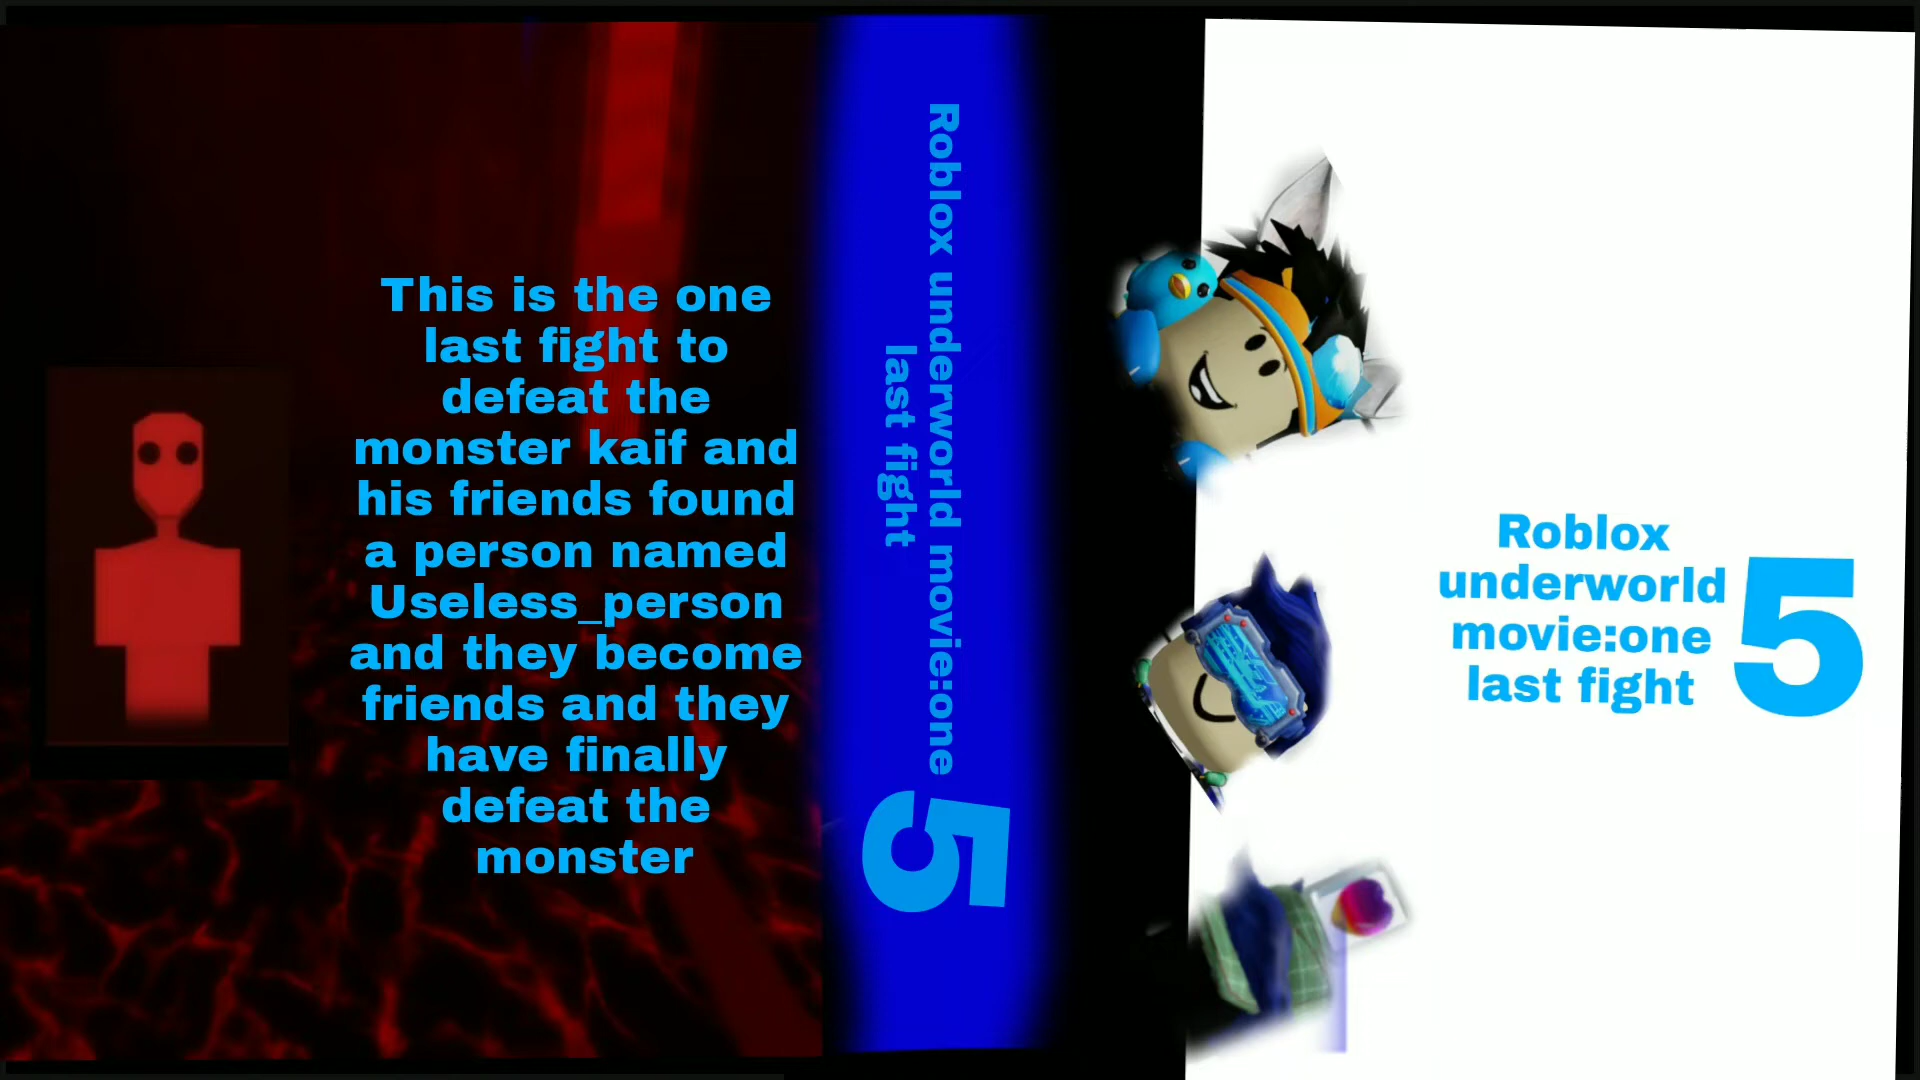 This is the one
last fight to
defeat the
monster kaif and
his friends found
a person named
Useless_person
and they become
friends and they
have finally
defeat the
monster
Roblox underworld movie:one
last fight
5
Roblox
underworld
movie:one
last fight
5